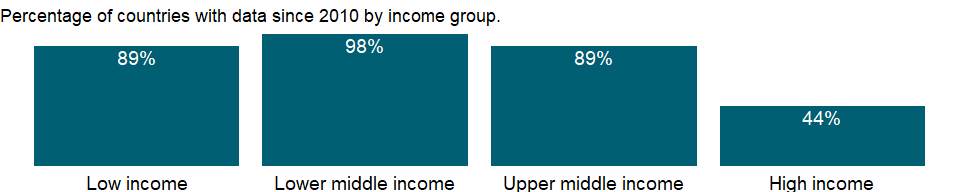 Percentage of countries with data since 2010 by income group.
89%
98%
89%
44%
Low income
Lower middle income
Upper middle income
High income